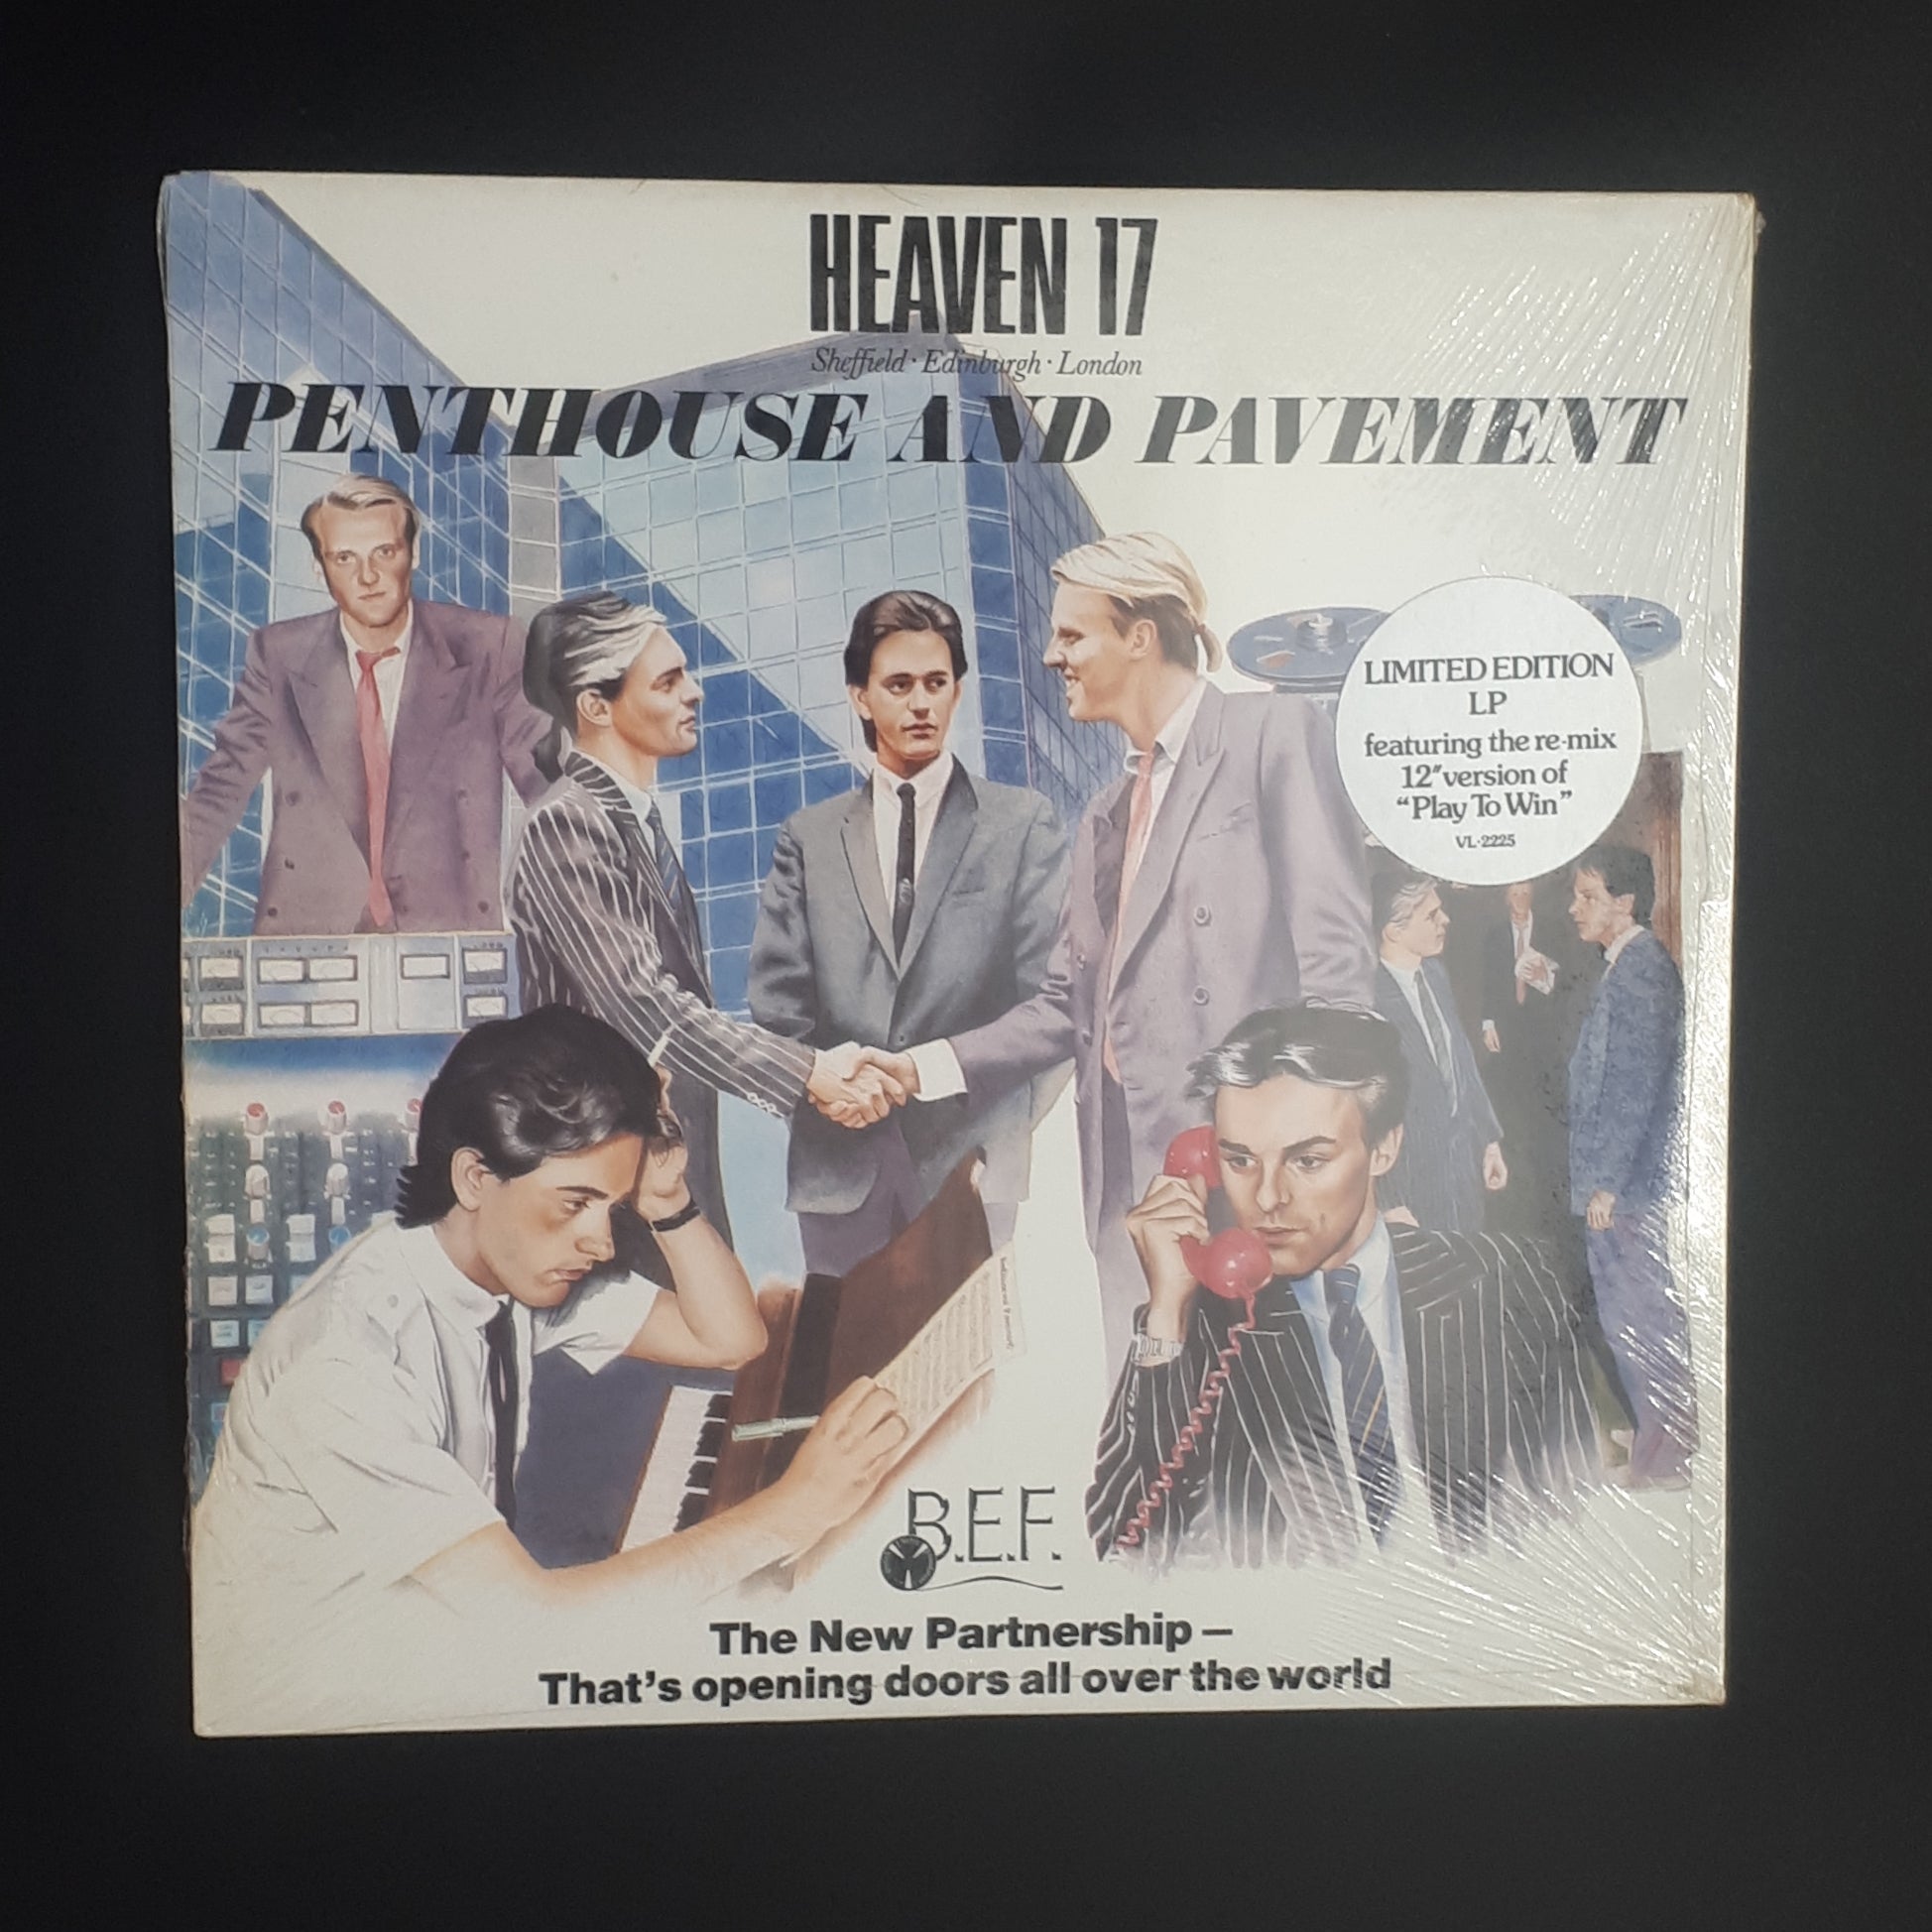 HEAVEN 17
Sheffield · Edinburgh · London
PENTHOUSE AND PAVEMENT
LIMITED EDITION
LP
featuring the re-mix
12" version of
“Play To Win”
VL-2225
B.E.F.
The New Partnership –
That’s opening doors all over the world